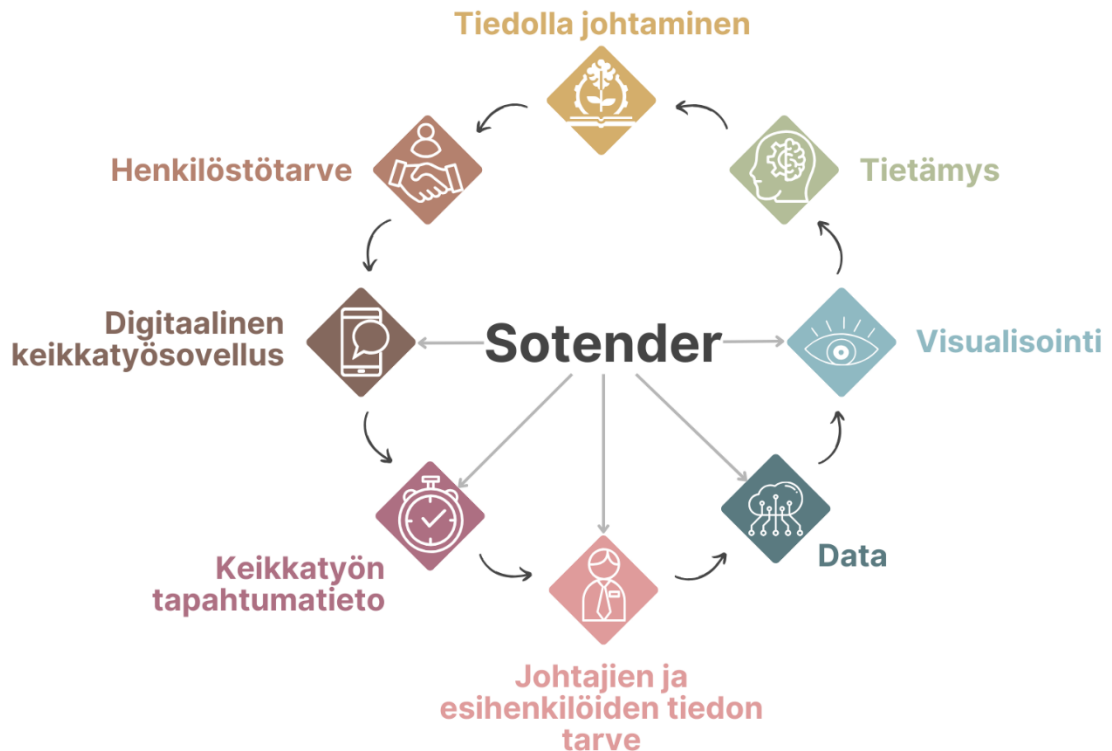 Tiedolla johtaminen
Henkilöstötarve
Tietämys
Digitaalinen
keikkatyösovellus
Sotender
Visualisointi
Keikkatyön
tapahtumatieto
Data
Johtajien ja
esihenkilöiden tiedon
tarve